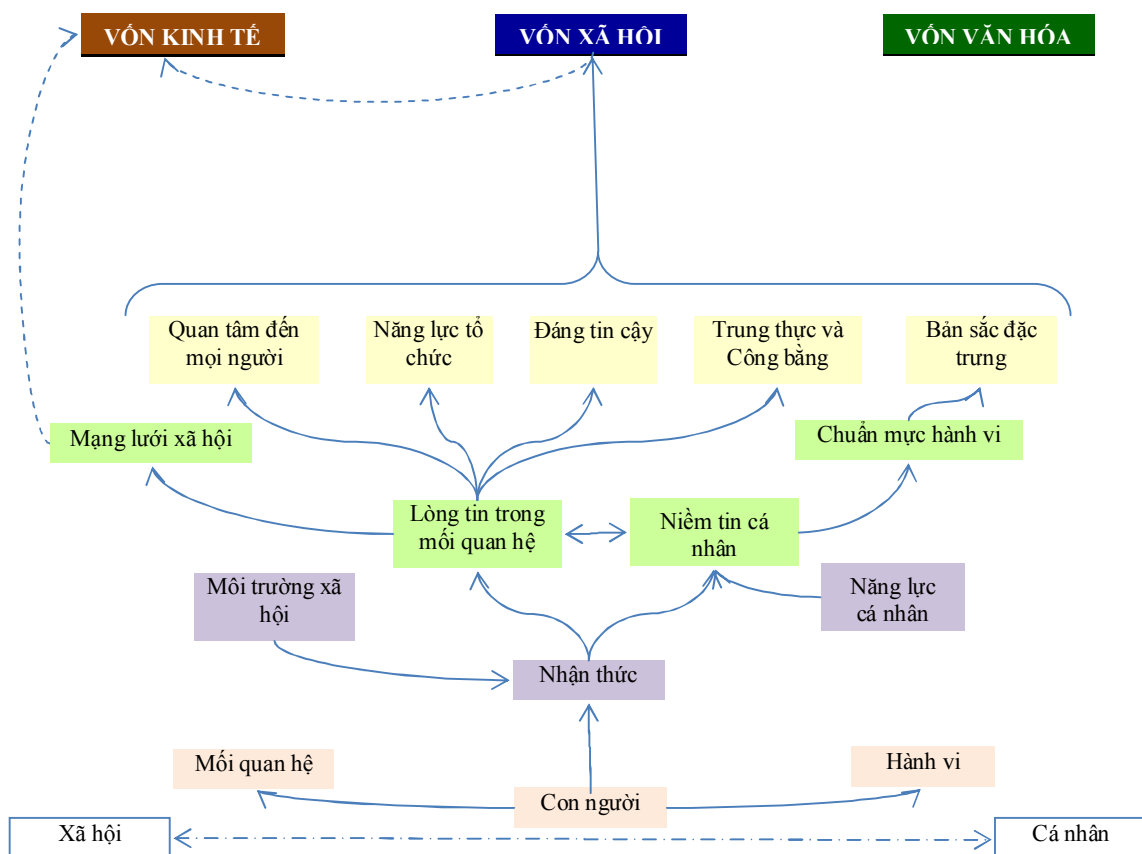 VỐN KINH TẾ
VỐN XÃ HỘI
VỐN VĂN HÓA
Quan tâm đến
mọi người
Năng lực tổ
chức
Đáng tin cậy
Trung thực và
Công bằng
Bản sắc đặc
trưng
Mạng lưới xã hội
Chuẩn mực hành vi
Lòng tin trong
mối quan hệ
Niềm tin cá
nhân
Môi trường xã
hội
Năng lực
cá nhân
Nhận thức
Mối quan hệ
Hành vi
Con người
Xã hội
Cá nhân